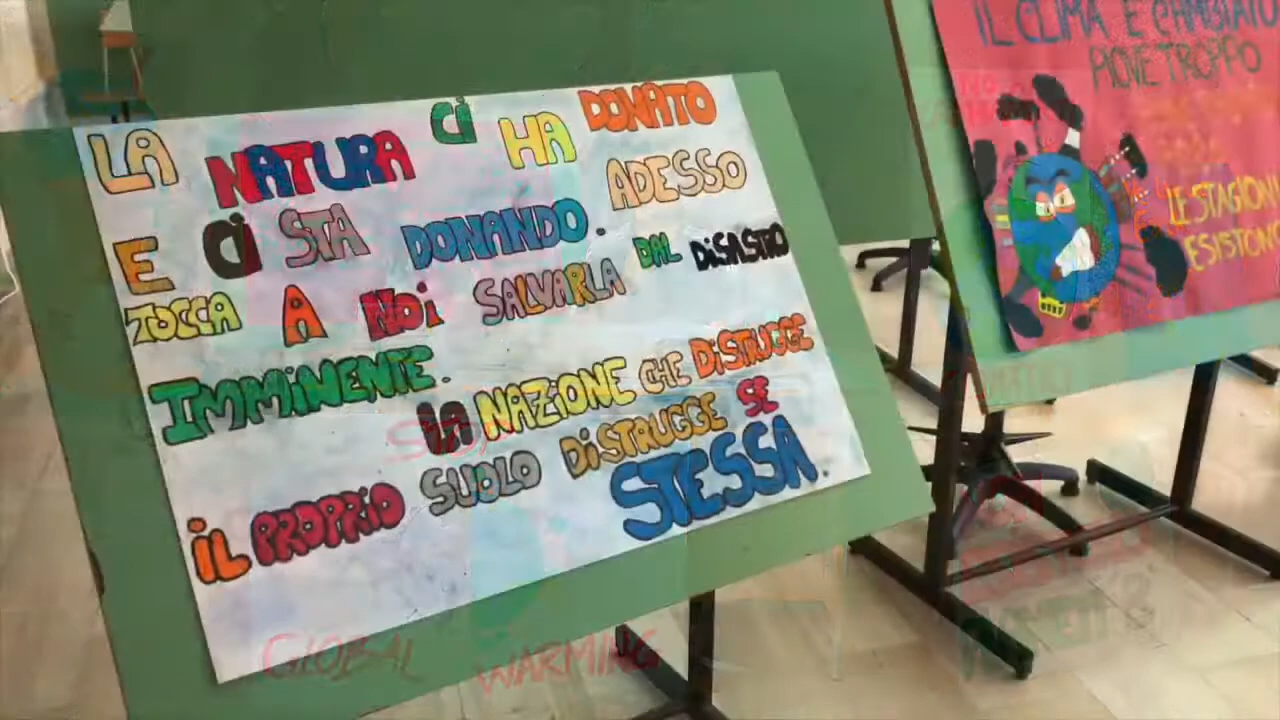 LA NATURA Ci HA DONATO
E Ci STA DONANDO. ADESSO
TOCCA A NOi SALVARLA DAL DiSASTRO
IMMiNENTE.
LA NAZiONE CHE DiSTRUGGE
iL PROPRiO SUOLO DiSTRUGGE SE
STESSA.
GLOBAL WARMING
IL CLIMA E' CAMBIATO
PIOVE TROPPO
LE STAGIONI
ESISTONO